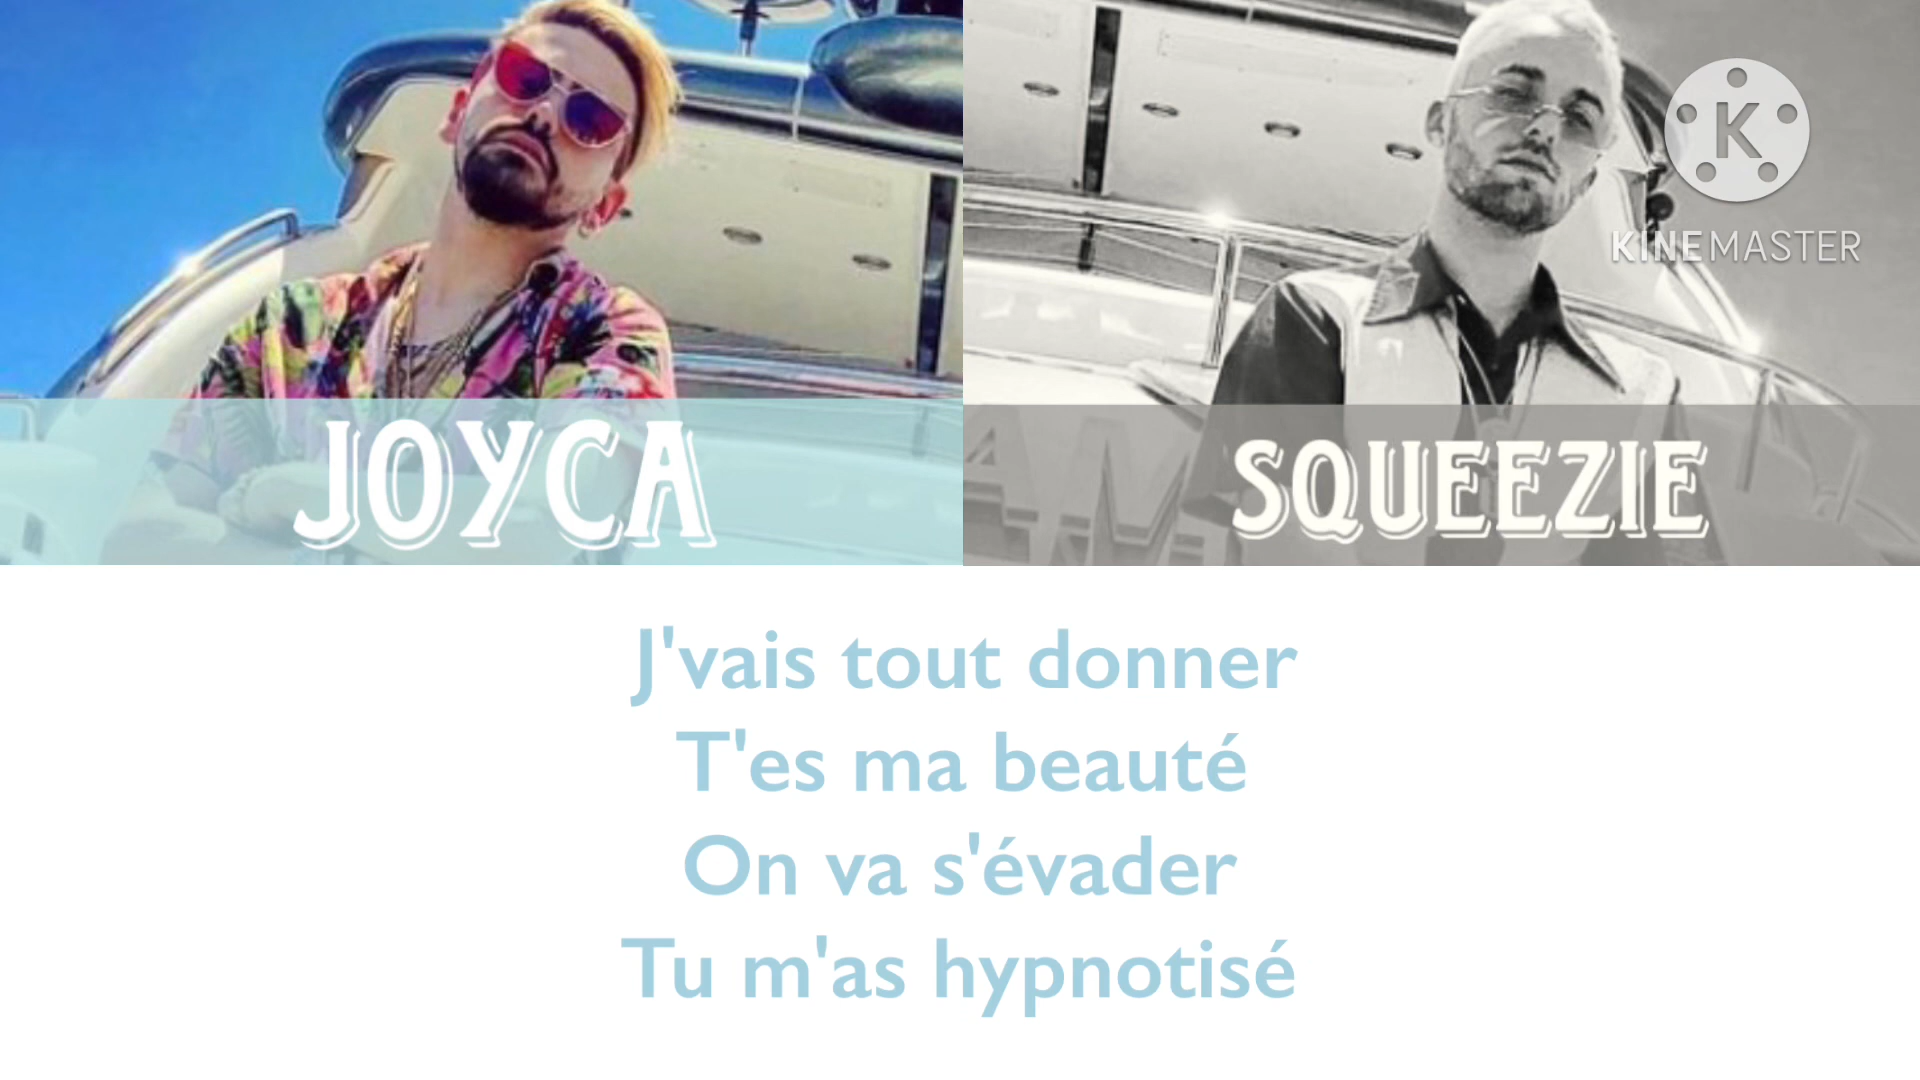 K
KINEMASTER
JOYCA
SQUEEZIE
J'vais tout donner
T'es ma beauté
On va s'évader
Tu m'as hypnotisé